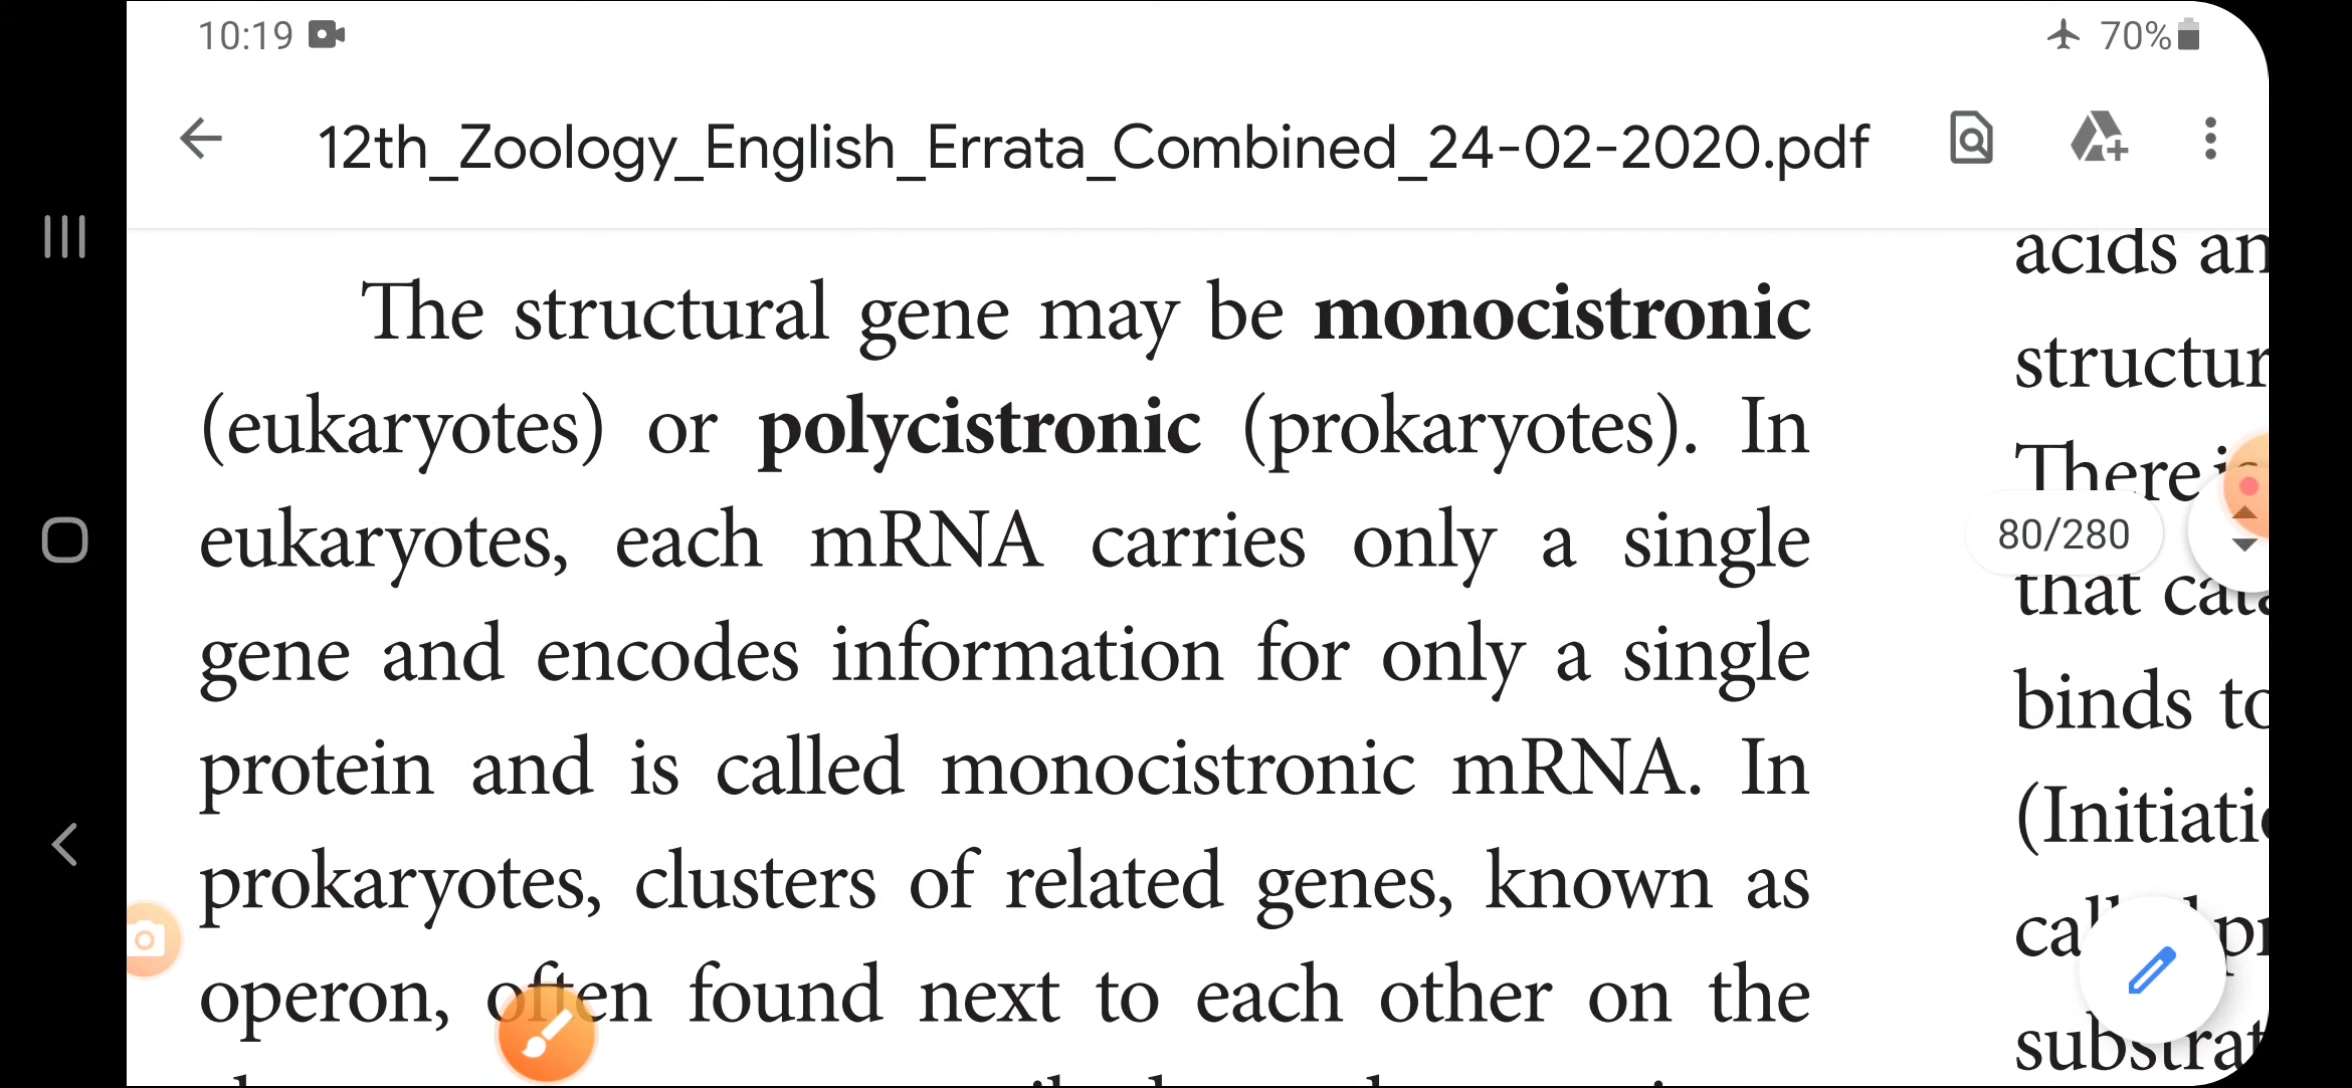 10:19
70%
12th_Zoology_English_Errata_Combined_24-02-2020.pdf
The structural gene may be monocistronic
(eukaryotes) or polycistronic (prokaryotes). In
eukaryotes, each mRNA carries only a single
gene and encodes information for only a single
protein and is called monocistronic mRNA. In
prokaryotes, clusters of related genes, known as
operon, often found next to each other on the
acids an
structur
There
80/280
that cata
binds to
(Initiatio
substrat